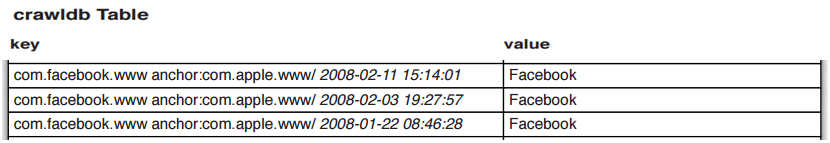 crawldb Table
key value
com.facebook.www anchor:com.apple.www/ 2008-02-11 15:14:01 Facebook
com.facebook.www anchor:com.apple.www/ 2008-02-03 19:27:57 Facebook
com.facebook.www anchor:com.apple.www/ 2008-01-22 08:46:28 Facebook